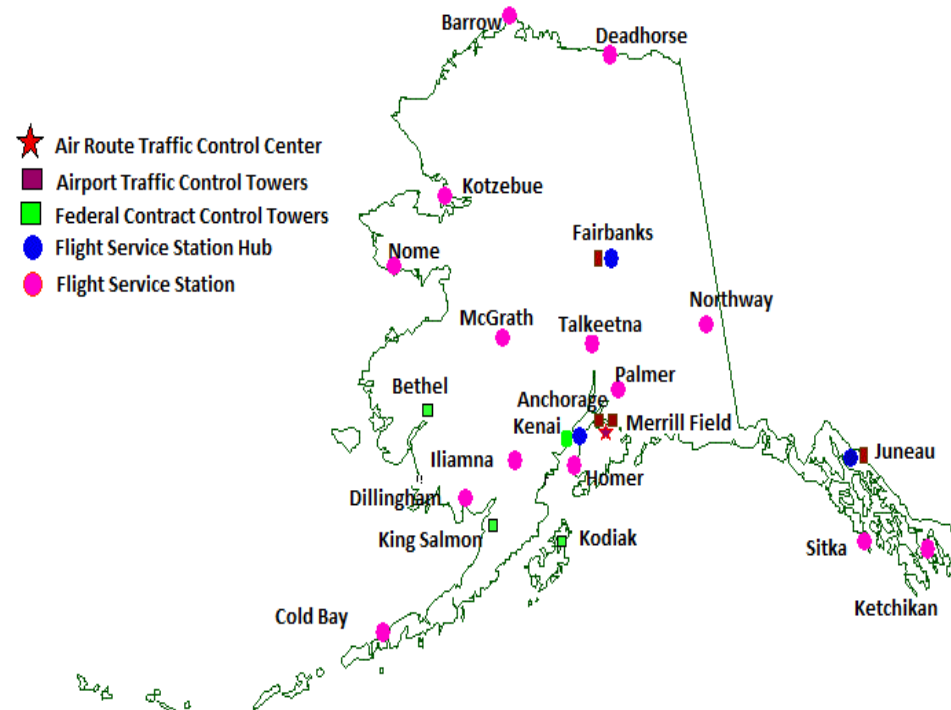 Barrow
Deadhorse
Air Route Traffic Control Center
Airport Traffic Control Towers
Kotzebue
Federal Contract Control Towers
Fairbanks
Flight Service Station Hub
Nome
Flight Service Station
Northway
McGrath
Talkeetna
Palmer
Bethel
Anchorage
Kenai
Merrill Field
Juneau
Iliamna
Homer
Dillingham
King Salmon
Kodiak
Sitka
Ketchikan
Cold Bay